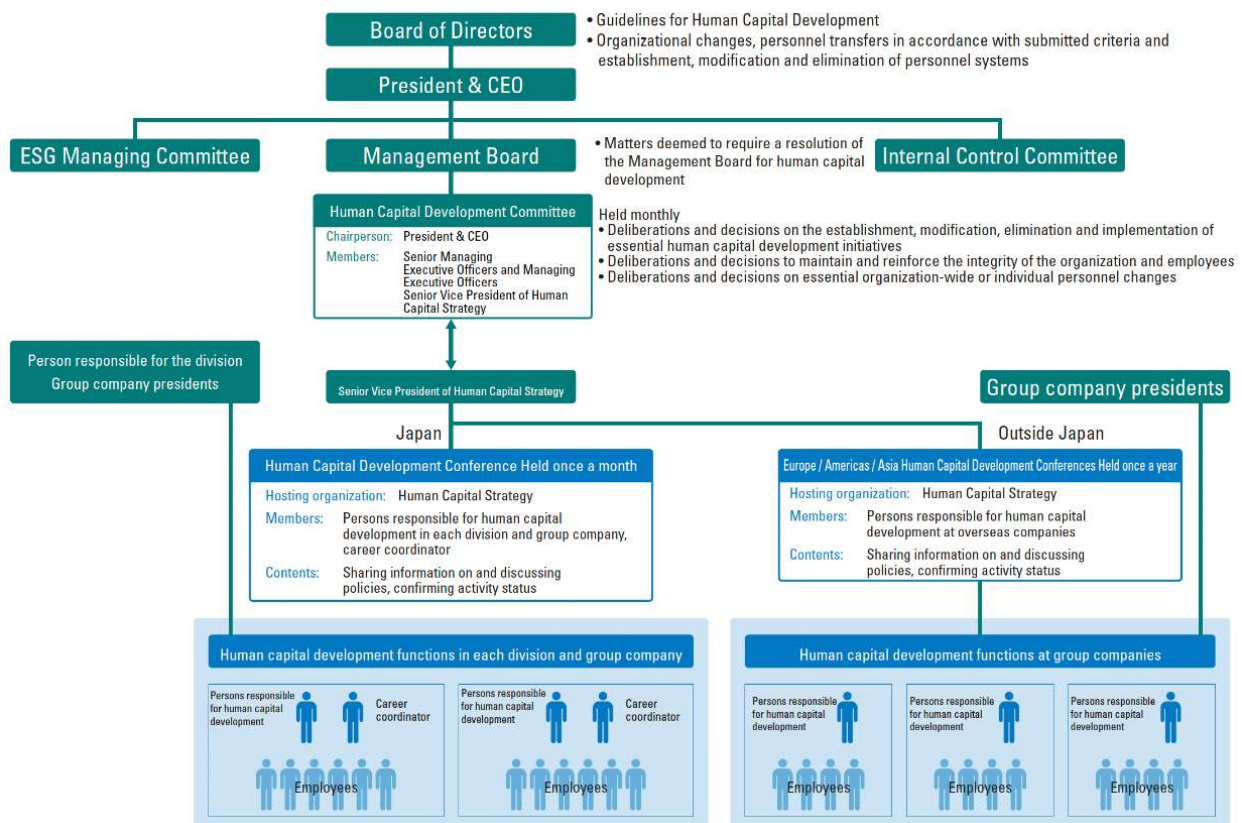 Board of Directors
• Guidelines for Human Capital Development
• Organizational changes, personnel transfers in accordance with submitted criteria and
establishment, modification and elimination of personnel systems
President & CEO
ESG Managing Committee
Management Board
• Matters deemed to require a resolution of
the Management Board for human capital
development
Internal Control Committee
Human Capital Development Committee
Chairperson: President & CEO
Members: Senior Managing
Executive Officers and Managing
Executive Officers
Senior Vice President of Human
Capital Strategy
Held monthly
• Deliberations and decisions on the establishment, modification, elimination and implementation of
essential human capital development initiatives
• Deliberations and decisions to maintain and reinforce the integrity of the organization and employees
• Deliberations and decisions on essential organization-wide or individual personnel changes
Person responsible for the division
Group company presidents
Senior Vice President of Human Capital Strategy
Group company presidents
Japan
Outside Japan
Human Capital Development Conference Held once a month
Hosting organization: Human Capital Strategy
Members: Persons responsible for human capital
development in each division and group company,
career coordinator
Contents: Sharing information on and discussing
policies, confirming activity status
Europe / Americas / Asia Human Capital Development Conferences Held once a year
Hosting organization: Human Capital Strategy
Members: Persons responsible for human capital
development at overseas companies
Contents: Sharing information on and discussing
policies, confirming activity status
Human capital development functions in each division and group company
Persons responsible
for human capital
development
Career
coordinator
Employees
Persons responsible
for human capital
development
Career
coordinator
Employees
Human capital development functions at group companies
Persons responsible
for human capital
development
Employees
Persons responsible
for human capital
development
Employees
Persons responsible
for human capital
development
Employees